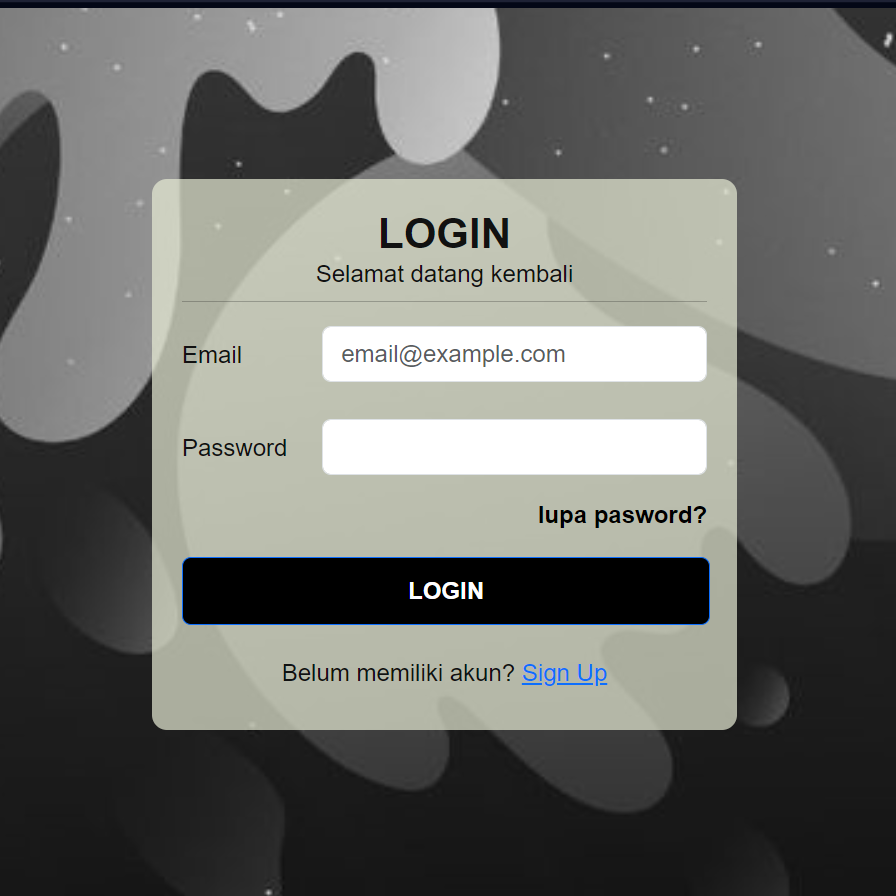 LOGIN
Selamat datang kembali
Email
email@example.com
Password
lupa pasword?
LOGIN
Belum memiliki akun? Sign Up